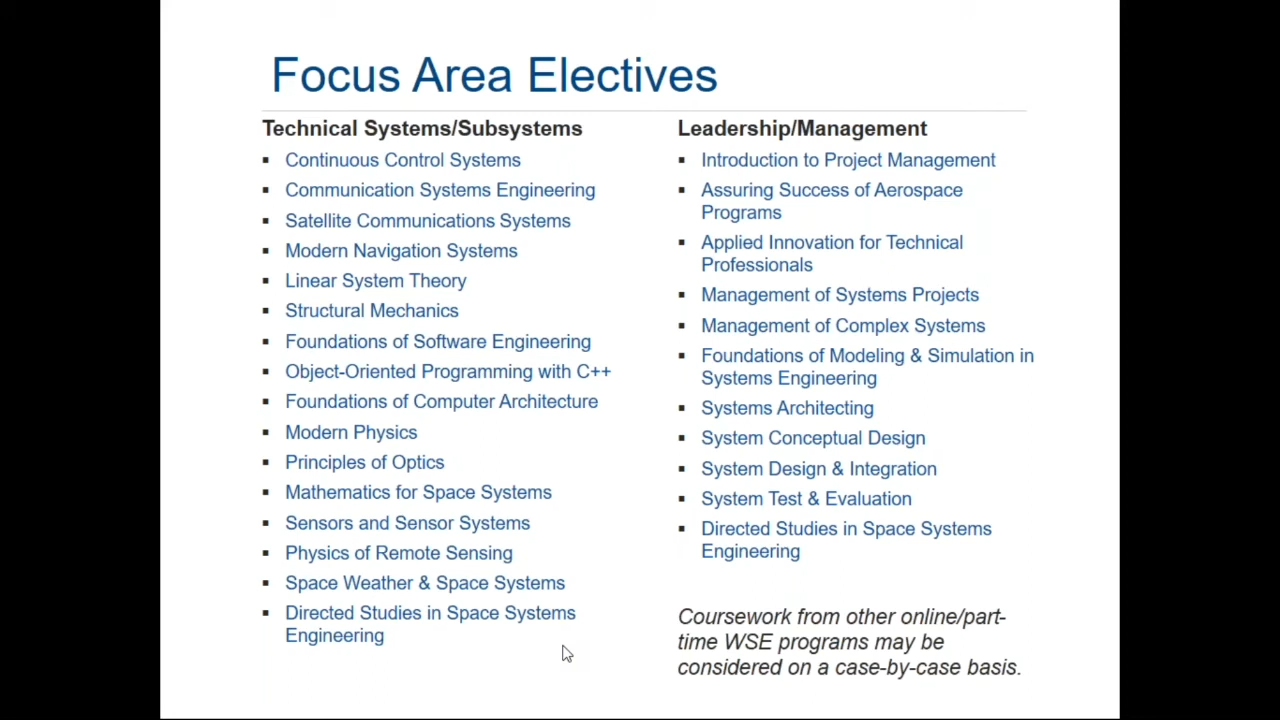 Focus Area Electives
Technical Systems/Subsystems
▪ Continuous Control Systems
▪ Communication Systems Engineering
▪ Satellite Communications Systems
▪ Modern Navigation Systems
▪ Linear System Theory
▪ Structural Mechanics
▪ Foundations of Software Engineering
▪ Object-Oriented Programming with C++
▪ Foundations of Computer Architecture
▪ Modern Physics
▪ Principles of Optics
▪ Mathematics for Space Systems
▪ Sensors and Sensor Systems
▪ Physics of Remote Sensing
▪ Space Weather & Space Systems
▪ Directed Studies in Space Systems
Engineering
Leadership/Management
▪ Introduction to Project Management
▪ Assuring Success of Aerospace
Programs
▪ Applied Innovation for Technical
Professionals
▪ Management of Systems Projects
▪ Management of Complex Systems
▪ Foundations of Modeling & Simulation in
Systems Engineering
▪ Systems Architecting
▪ System Conceptual Design
▪ System Design & Integration
▪ System Test & Evaluation
▪ Directed Studies in Space Systems
Engineering
Coursework from other online/part-
time WSE programs may be
considered on a case-by-case basis.